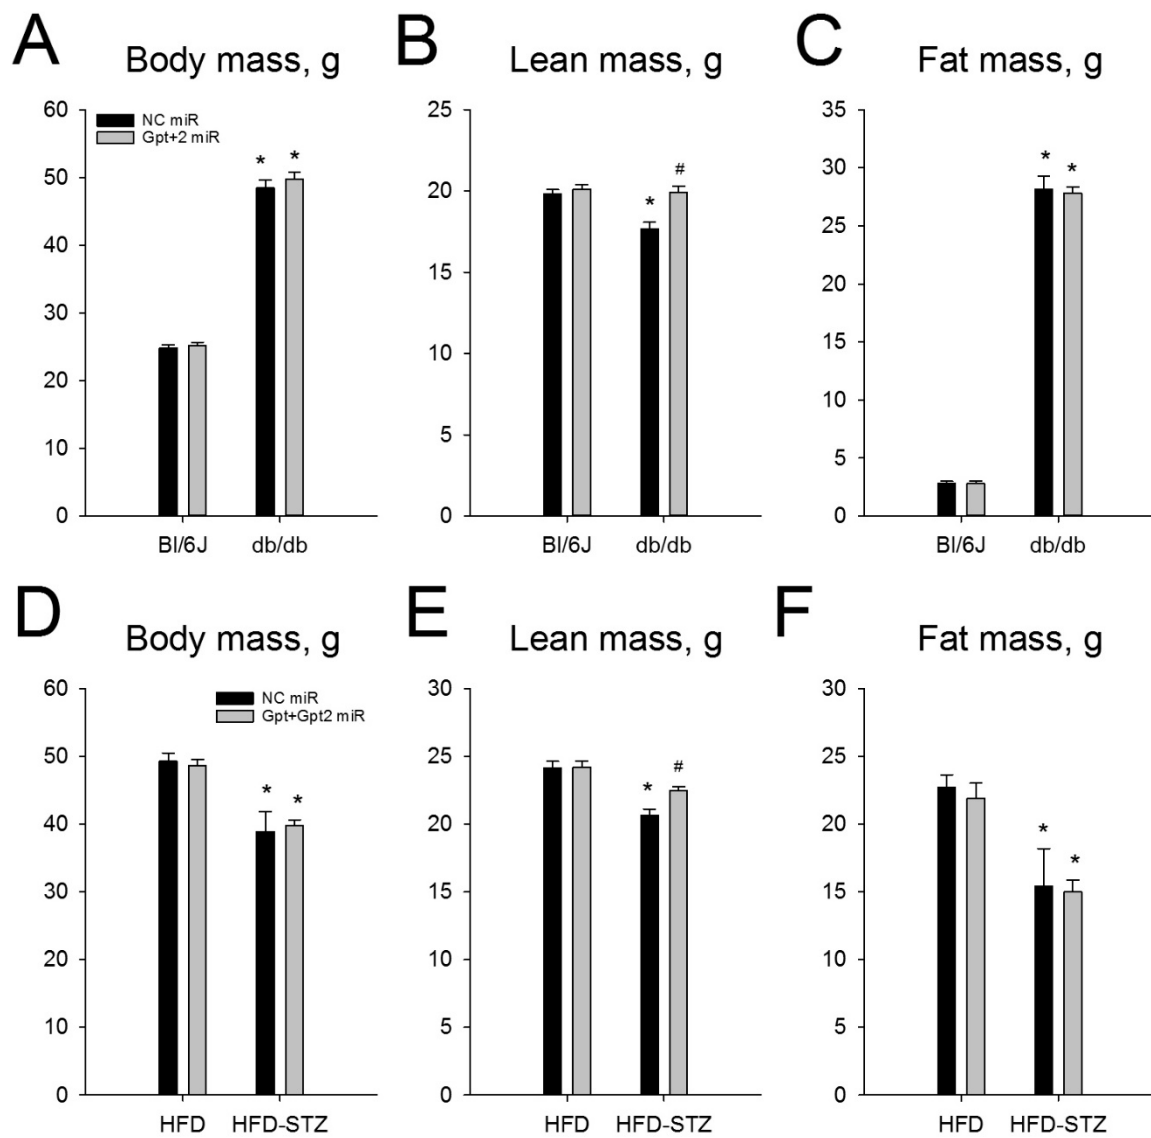 A
Body mass, g
60
50
40
30
20
10
0
NC miR
Gpt+2 miR
*
*
Bl/6J
db/db
B
Lean mass, g
25
20
15
10
5
0
*
#
Bl/6J
db/db
C
Fat mass, g
35
30
25
20
15
10
5
0
*
*
Bl/6J
db/db
D
Body mass, g
60
50
40
30
20
10
0
NC miR
Gpt+Gpt2 miR
*
*
HFD
HFD-STZ
E
Lean mass, g
30
25
20
15
10
5
0
*
#
HFD
HFD-STZ
F
Fat mass, g
30
25
20
15
10
5
0
*
*
HFD
HFD-STZ